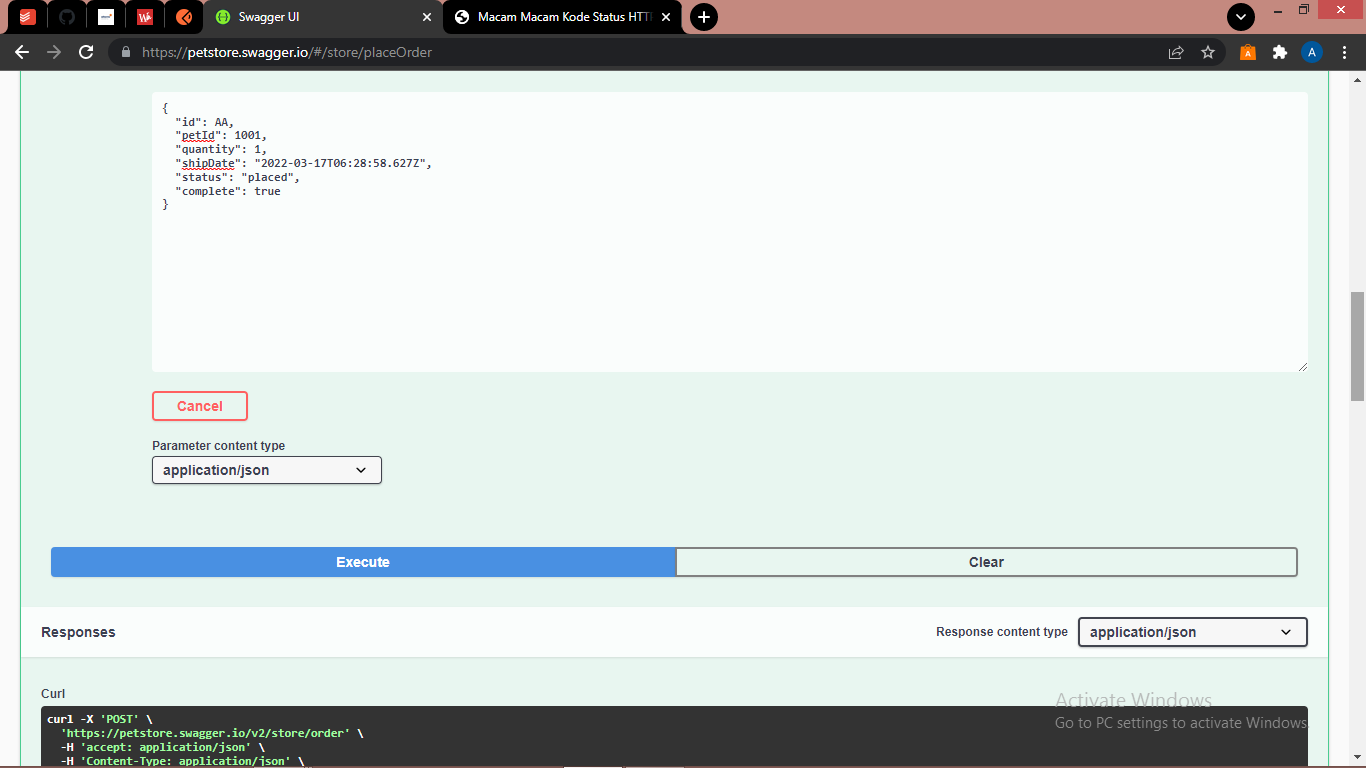 Swagger UI
Macam Macam Kode Status HTT
https://petstore.swagger.io/#/store/placeOrder
A
A
{
"id": AA,
"petId": 1001,
"quantity": 1,
"shipDate": "2022-03-17T06:28:58.627Z",
"status": "placed",
"complete": true
}
Cancel
Parameter content type
application/json
Execute
Clear
Responses
Response content type
application/json
Curl
curl -X 'POST' \
'https://petstore.swagger.io/v2/store/order' \
-H 'accept: application/json' \
-H 'Content-Type: application/json' \
Activate Windows
Go to PC settings to activate Windows